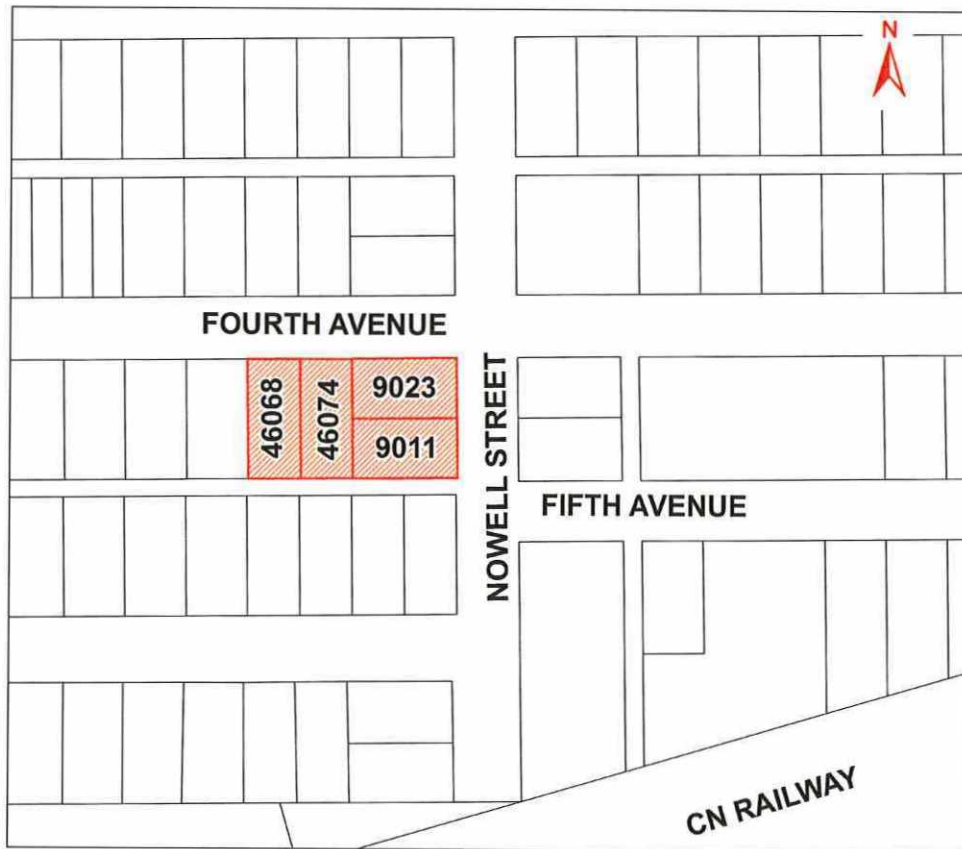 N
FOURTH AVENUE
46068
46074
9023
9011
NOWELL STREET
FIFTH AVENUE
CN RAILWAY